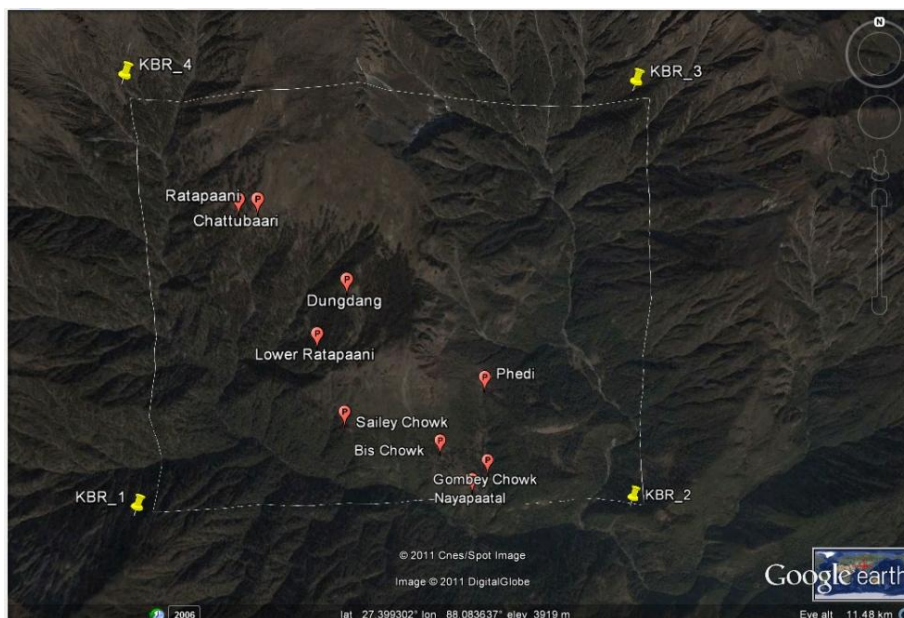 N
KBR_4
KBR_3
Ratapaani
Chattubaari
Dungdang
Lower Ratapaani
Phedi
Sailey Chowk
Bis Chowk
Gombey Chowk
Nayapaatal
KBR_1
KBR_2
© 2011 Cnes/Spot Image
Image © 2011 DigitalGlobe
Google earth
2006
lat 27.399302° lon 88.083637° elev 3919 m
Eye alt 11.48 km